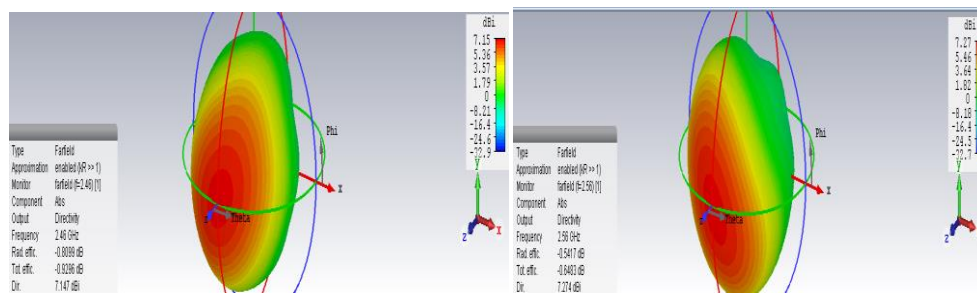 dBi
7.15
5.36
3.57
1.79
0
-8.21
-16.4
-24.6
-32.9
Phi
x
Theta
z
Y
Z
X
Type Farfield
Approximation enabled (kR >> 1)
Monitor farfield (f=2.46) [1]
Component Abs
Output Directivity
Frequency 2.46 GHz
Rad. effic. -0.8099 dB
Tot. effic. -0.9286 dB
Dir. 7.147 dBi
dBi
7.27
5.46
3.64
1.82
0
-8.18
-16.4
-24.5
-32.7
Phi
x
Theta
Y
Z
Type Farfield
Approximation enabled (kR >> 1)
Monitor farfield (f=2.56) [1]
Component Abs
Output Directivity
Frequency 2.56 GHz
Rad. effic. -0.5417 dB
Tot. effic. -0.6483 dB
Dir. 7.274 dBi